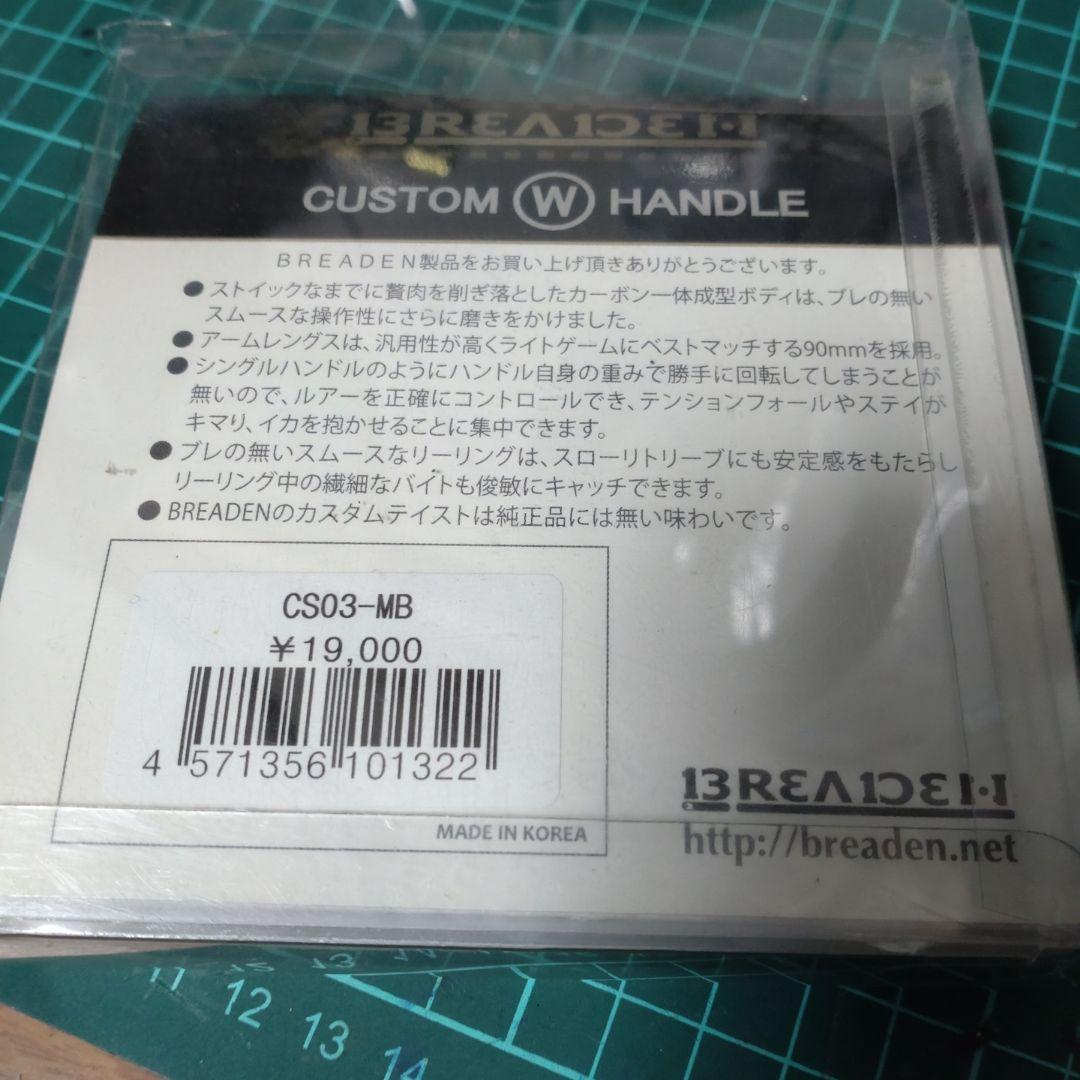 BREADEN
CUSTOM W HANDLE
BREADEN製品をお買い上げ頂きありがとうございます。
● ストイックなまでに贅肉を削ぎ落としたカーボン一体成型ボディは、ブレの無い
スムースな操作性にさらに磨きをかけました。
● アームレングスは、汎用性が高くライトゲームにベストマッチする90mmを採用。
● シングルハンドルのようにハンドル自身の重みで勝手に回転してしまうことが
無いので、ルアーを正確にコントロールでき、テンションフォールやステイが
キマり、イカを抱かせることに集中できます。
● ブレの無いスムースなリーリングは、スローリトリーブにも安定感をもたらし
リーリング中の繊細なバイトも俊敏にキャッチできます。
● BREADENのカスタムテイストは純正品には無い味わいです。
CS03-MB
¥19,000
4 571356 101322
MADE IN KOREA
BREADEN
http://breaden.net
11 12 13 14
12
13
14